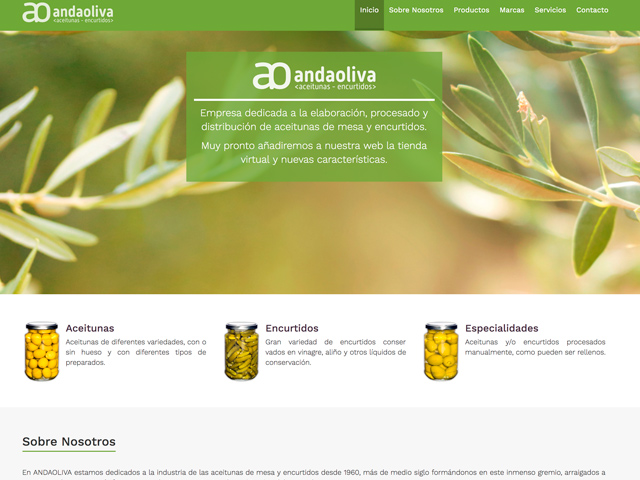 andaoliva
<aceitunas - encurtidos>
Inicio Sobre Nosotros Productos Marcas Servicios Contacto
andaoliva
<aceitunas - encurtidos>
Empresa dedicada a la elaboración, procesado y
distribución de aceitunas de mesa y encurtidos.
Muy pronto añadiremos a nuestra web la tienda
virtual y nuevas características.
Aceitunas
Aceitunas de diferentes variedades, con o
sin hueso y con diferentes tipos de
preparados.
Encurtidos
Gran variedad de encurtidos conser
vados en vinagre, aliño y otros líquidos de
conservación.
Especialidades
Aceitunas y/o encurtidos procesados
manualmente, como pueden ser rellenos.
Sobre Nosotros
En ANDAOLIVA estamos dedicados a la industria de las aceitunas de mesa y encurtidos desde 1960, más de medio siglo formándonos en este inmenso gremio, arraigados a